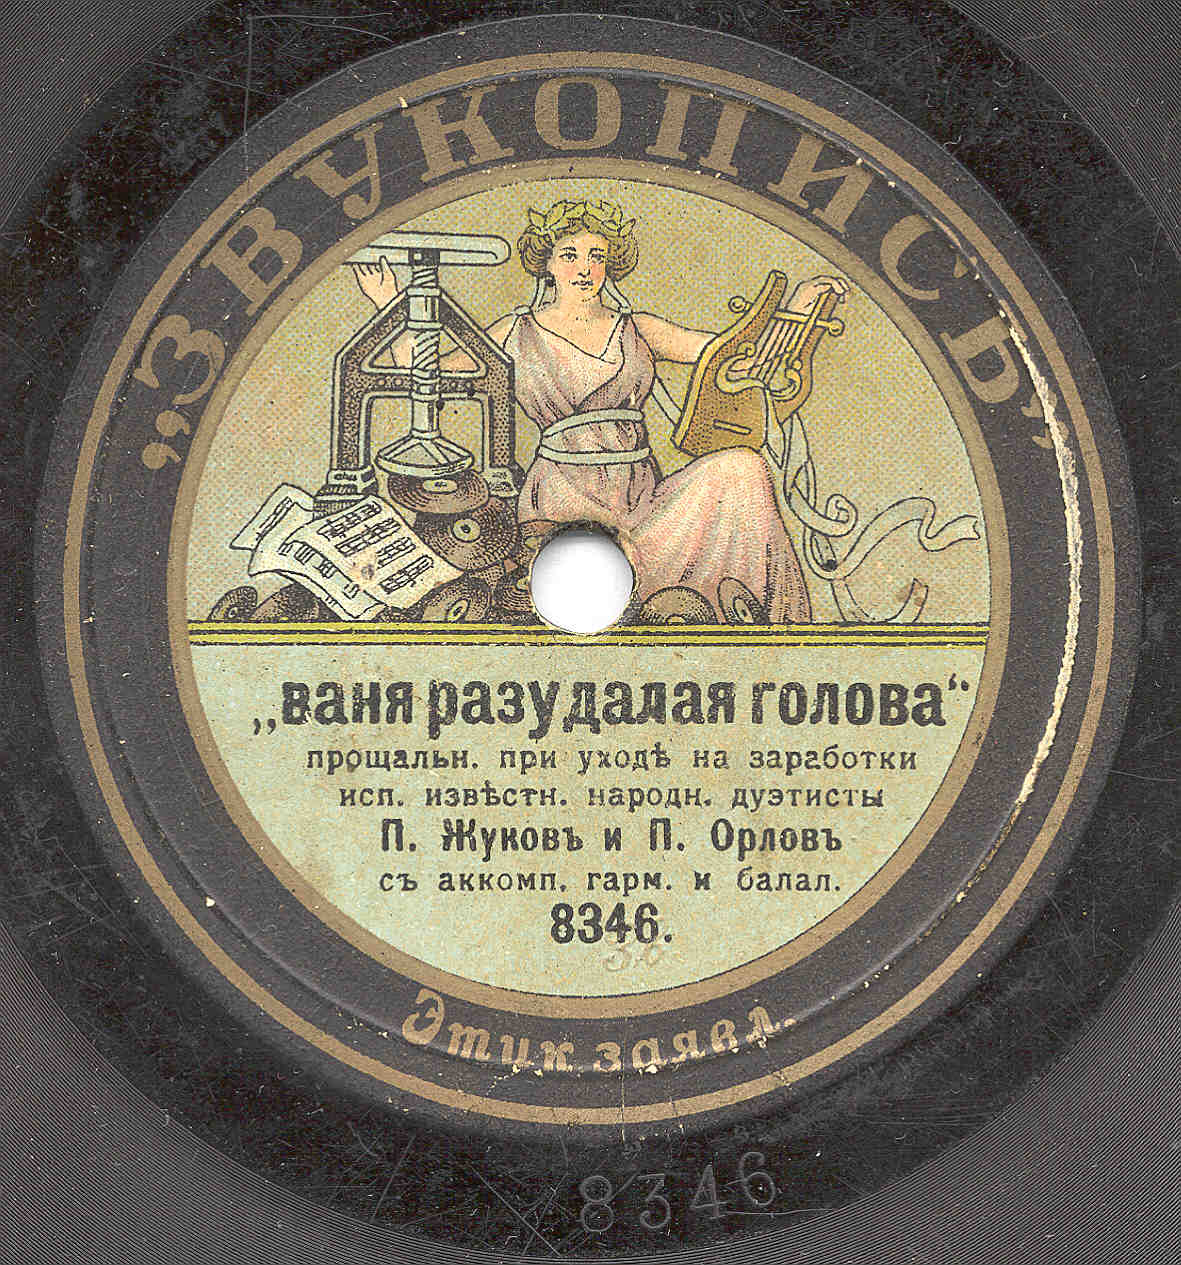 „ЗВУКОПИСЬ"
„ваня разудалая голова“
прощальн. при уходѣ на заработки
исп. извѣстн. народн. дуэтисты
П. Жуковъ и П. Орловъ
съ аккомп. гарм. и балал.
8346.
Этик. заявл.
8346